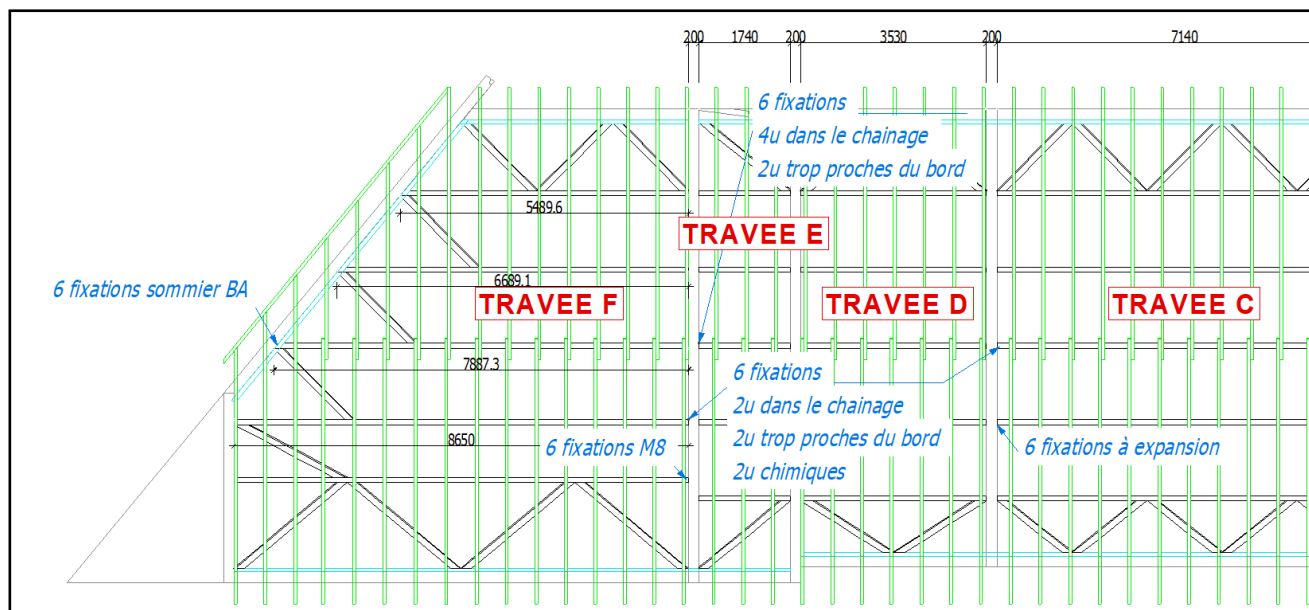 200 1740 200 3530 200 7140
6 fixations
4u dans le chainage
2u trop proches du bord
5489.6
TRAVEE E
6689.1
6 fixations sommier BA
TRAVEE F
TRAVEE D
TRAVEE C
7887.3
6 fixations
2u dans le chainage
2u trop proches du bord
2u chimiques
8650
6 fixations M8
6 fixations à expansion